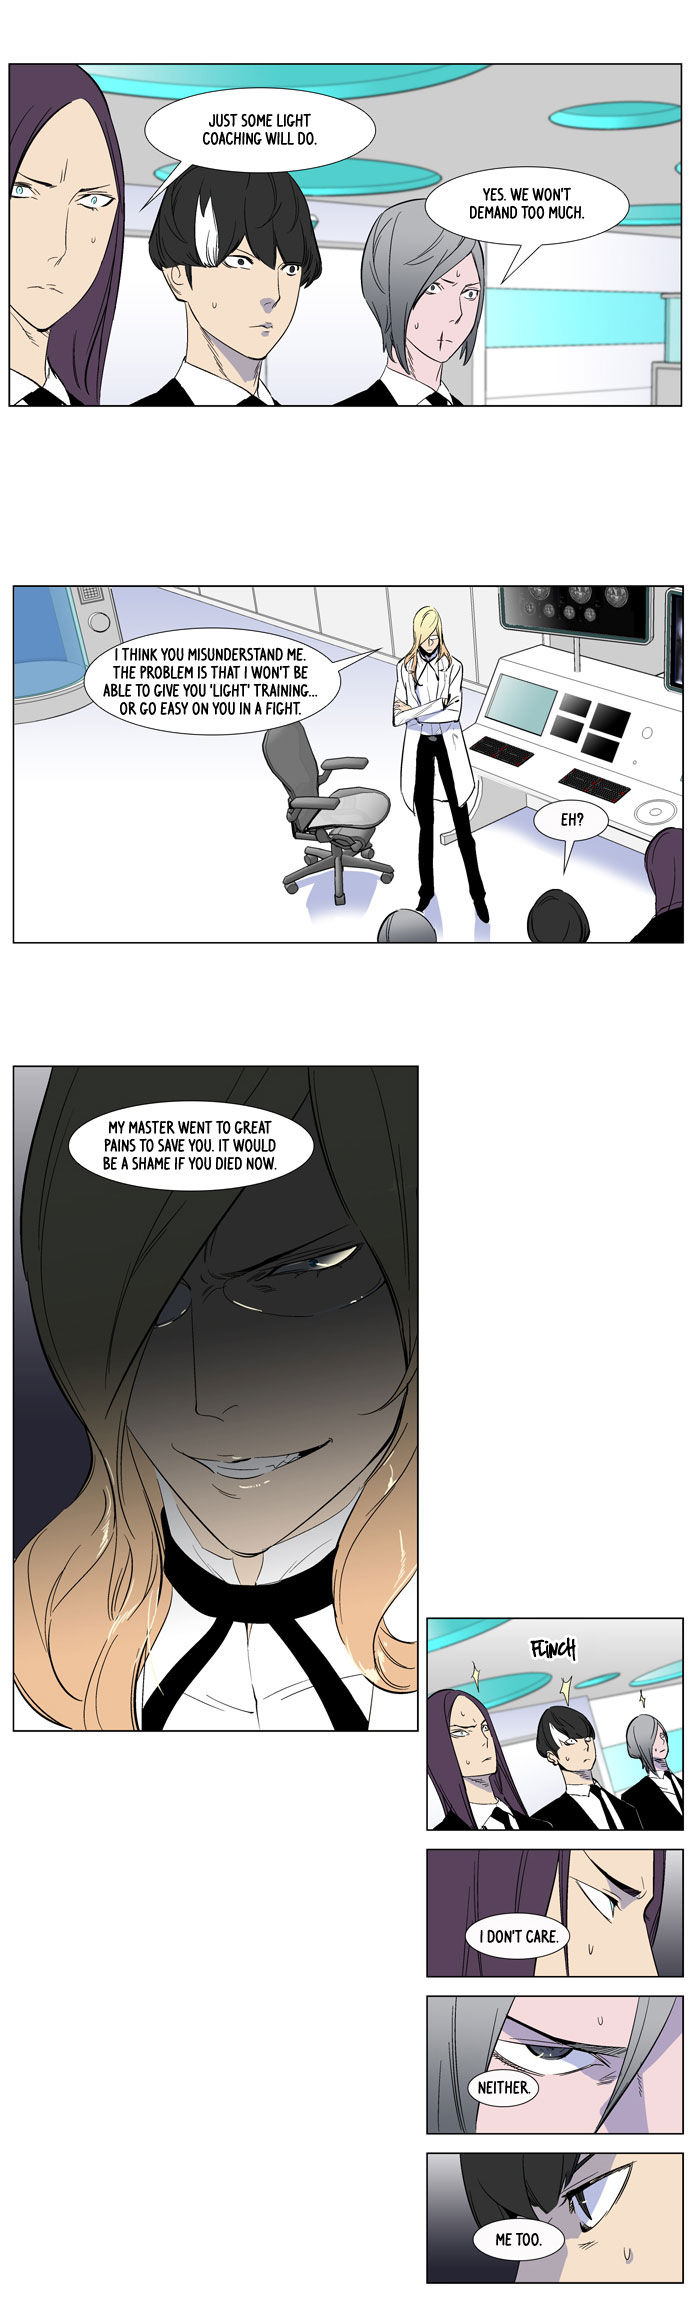 JUST SOME LIGHT
COACHING WILL DO.
YES. WE WON'T
DEMAND TOO MUCH.
I THINK YOU MISUNDERSTAND ME.
THE PROBLEM IS THAT I WON'T BE
ABLE TO GIVE YOU 'LIGHT' TRAINING...
OR GO EASY ON YOU IN A FIGHT.
EH?
MY MASTER WENT TO GREAT
PAINS TO SAVE YOU. IT WOULD
BE A SHAME IF YOU DIED NOW.
FLINCH
I DON'T CARE.
NEITHER.
ME TOO.